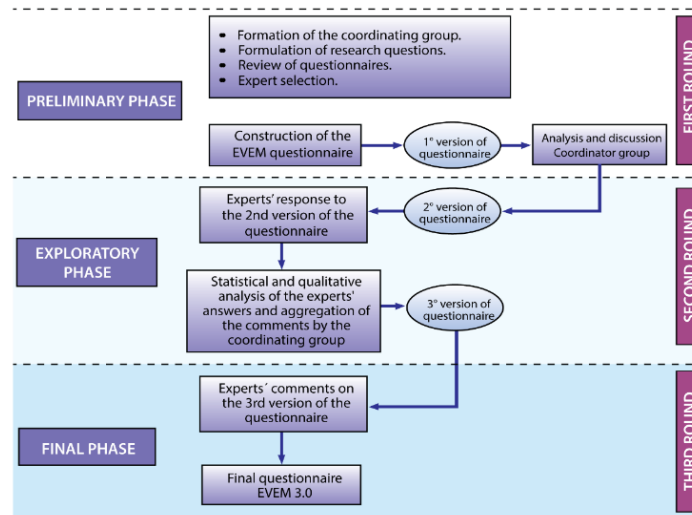 • Formation of the coordinating group.
• Formulation of research questions.
• Review of questionnaires.
• Expert selection.
PRELIMINARY PHASE
FIRST ROUND
Construction of the
EVEM questionnaire
1° version of
questionnaire
Analysis and discussion
Coordinator group
Experts' response to
the 2nd version of the
questionnaire
2° version of
questionnaire
EXPLORATORY
PHASE
SECOND ROUND
Statistical and qualitative
analysis of the experts'
answers and aggregation of
the comments by the
coordinating group
3° version of
questionnaire
Experts´ comments on
the 3rd version of the
questionnaire
FINAL PHASE
THIRD ROUND
Final questionnaire
EVEM 3.0